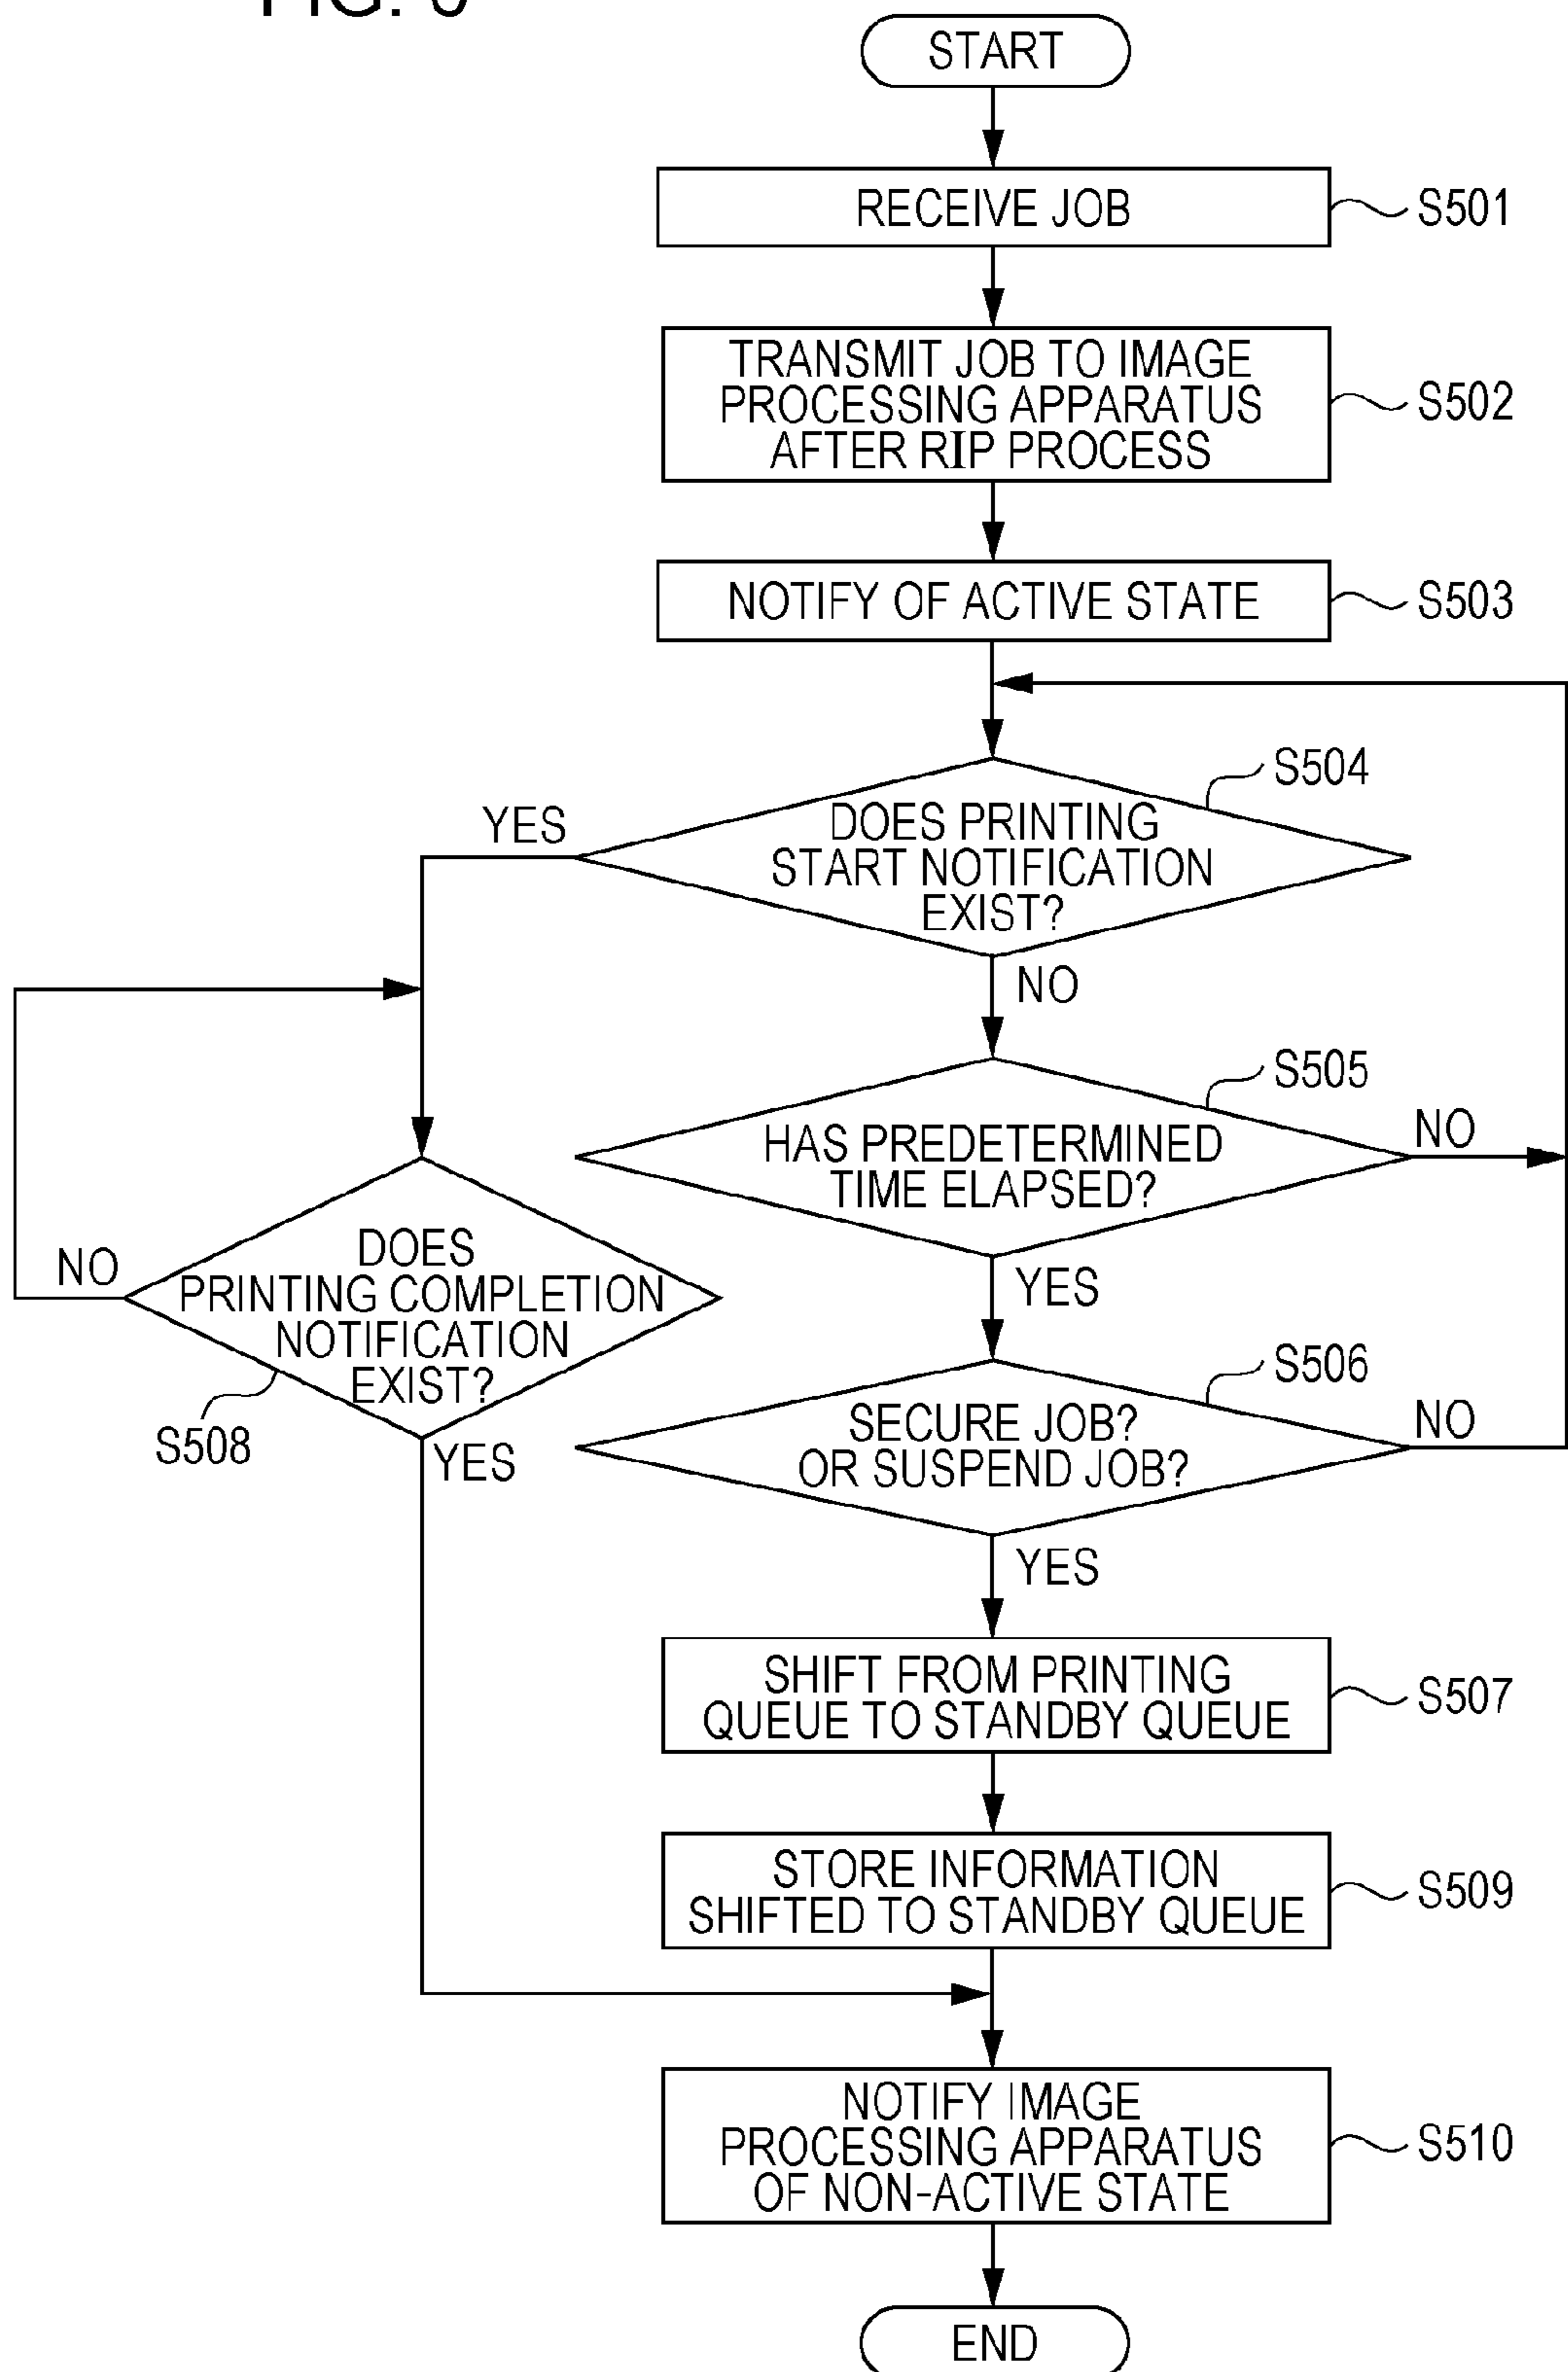 FIG.
START
RECEIVE JOB
S501
TRANSMIT JOB TO IMAGE
PROCESSING APPARATUS
AFTER RIP PROCESS
S502
NOTIFY OF ACTIVE STATE
S503
S504
DOES PRINTING
START NOTIFICATION
EXIST?
YES
NO
S505
HAS PREDETERMINED
TIME ELAPSED?
NO
YES
DOES
PRINTING COMPLETION
NOTIFICATION
EXIST?
NO
S508
YES
S506
SECURE JOB?
OR SUSPEND JOB?
NO
YES
SHIFT FROM PRINTING
QUEUE TO STANDBY QUEUE
S507
STORE INFORMATION
SHIFTED TO STANDBY QUEUE
S509
NOTIFY IMAGE
PROCESSING APPARATUS
OF NON-ACTIVE STATE
S510
END